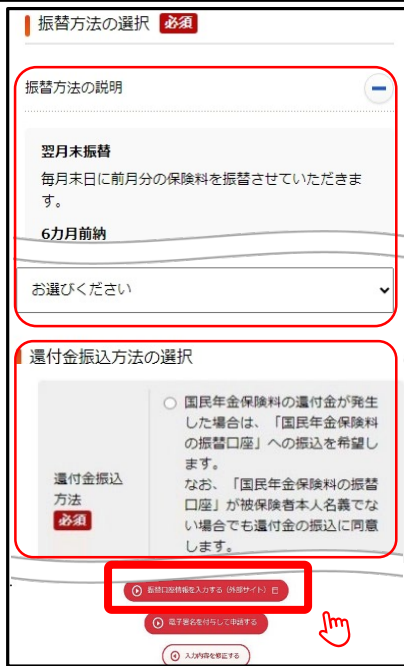 振替方法の選択 必須
振替方法の説明
翌月末振替
毎月末日に前月分の保険料を振替させていただきま
す。
6カ月前納
お選びください
還付金振込方法の選択
国民年金保険料の還付金が発生
した場合は、「国民年金保険料
の振替口座」への振込を希望し
ます。
なお、「国民年金保険料の振替
口座」が被保険者本人名義でな
い場合でも還付金の振込に同意
します。
還付金振込
方法
必須
振替口座情報を入力する（外部サイト）
電子署名を付与して申請する
入力内容を修正する